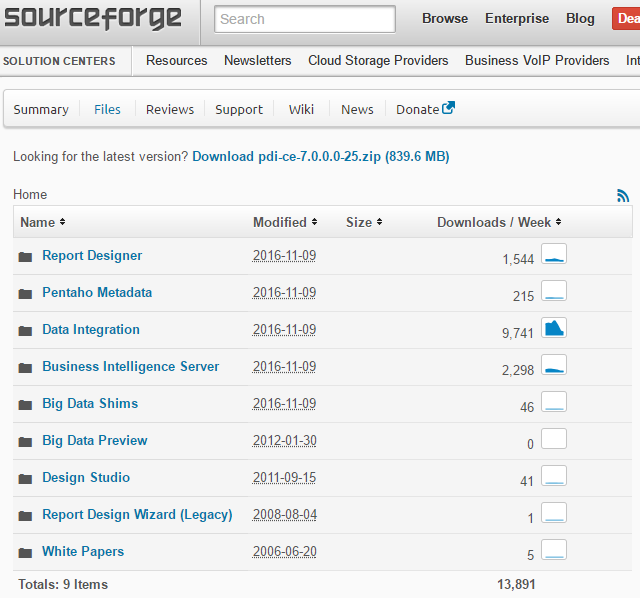 sourceforge Search Browse Enterprise Blog Dea
SOLUTION CENTERS Resources Newsletters Cloud Storage Providers Business VoIP Providers Int
Summary Files Reviews Support Wiki News Donate
Looking for the latest version? Download pdi-ce-7.0.0.0-25.zip (839.6 MB)
Home
Name Modified Size Downloads / Week
Report Designer 2016-11-09 1,544
Pentaho Metadata 2016-11-09 215
Data Integration 2016-11-09 9,741
Business Intelligence Server 2016-11-09 2,298
Big Data Shims 2016-11-09 46
Big Data Preview 2012-01-30 0
Design Studio 2011-09-15 41
Report Design Wizard (Legacy) 2008-08-04 1
White Papers 2006-06-20 5
Totals: 9 Items 13,891